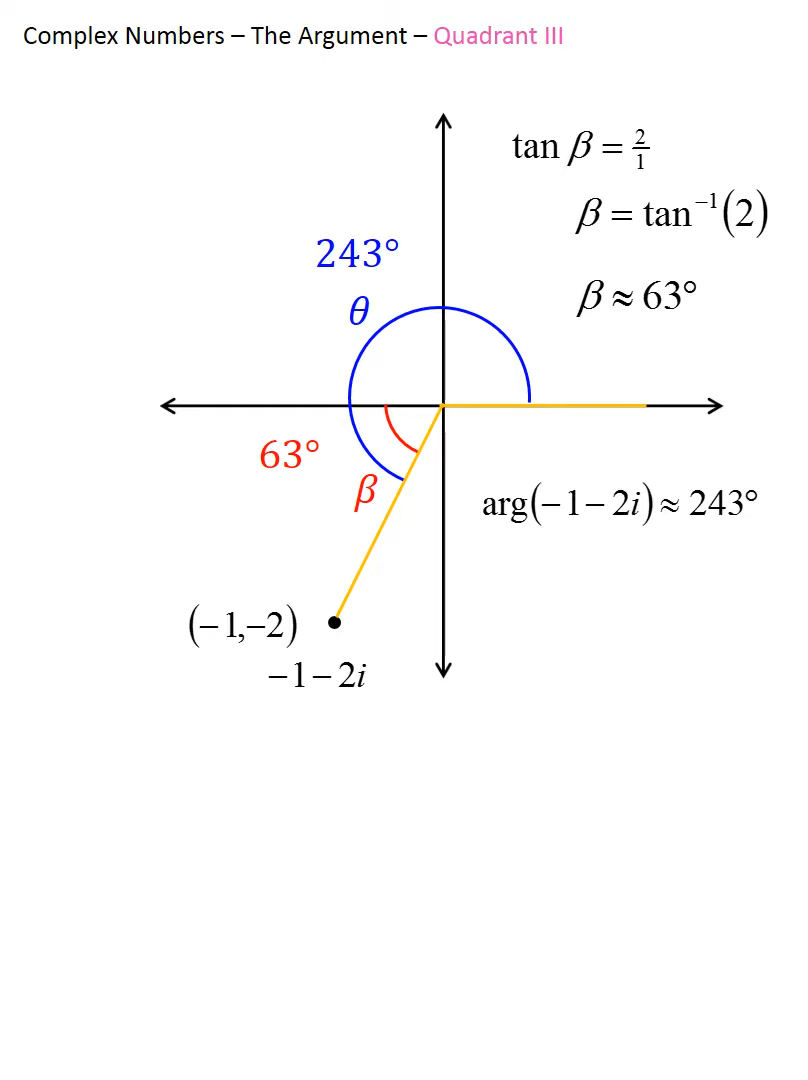 Complex Numbers – The Argument – Quadrant III
tan β = 2/1
β = tan⁻¹(2)
243°
β ≈ 63°
θ
63°
β
arg(−1−2i) ≈ 243°
(−1,−2)
−1−2i